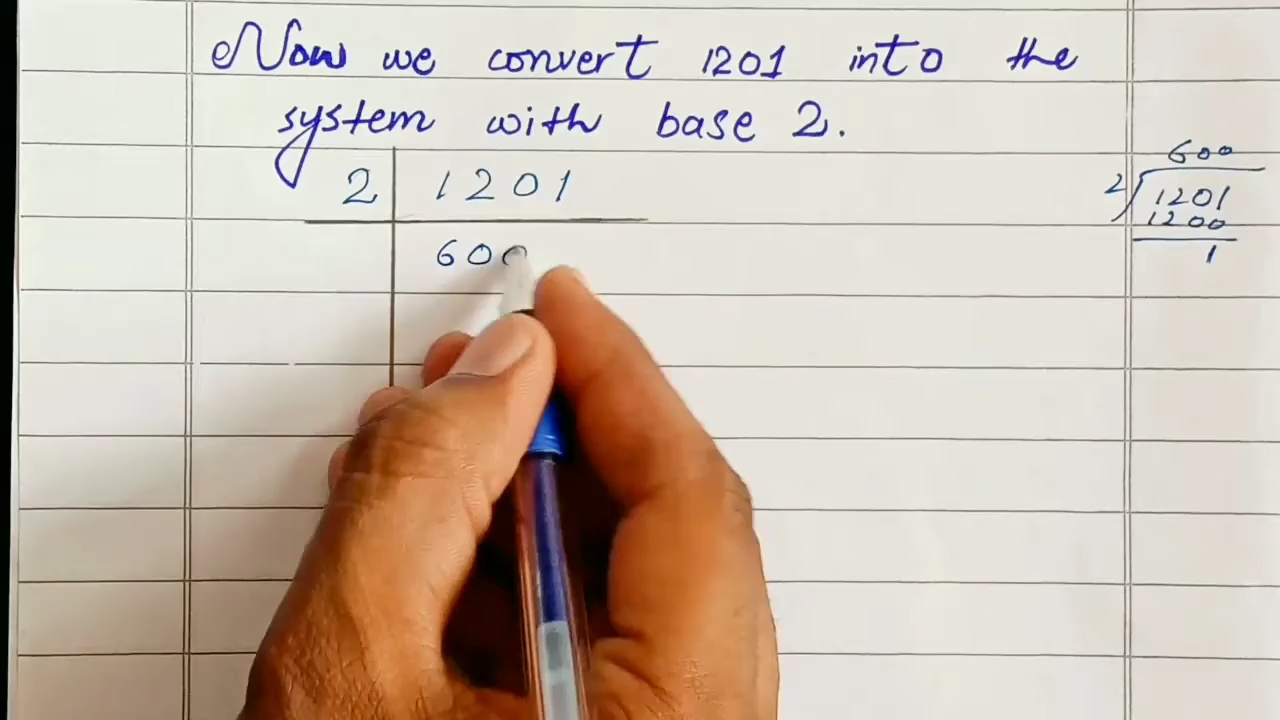 Now we convert 1201 into the
system with base 2.
2 | 1201
600
600
2 ) 1201
1200
1